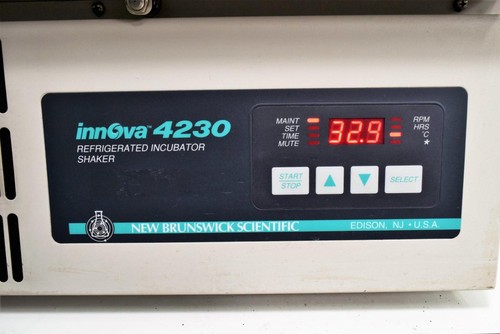 innova™ 4230
REFRIGERATED INCUBATOR
SHAKER
MAINT
SET
TIME
MUTE
32.9
RPM
HRS
°C
*
START
STOP
SELECT
NEW BRUNSWICK SCIENTIFIC
EDISON, NJ • U.S.A.